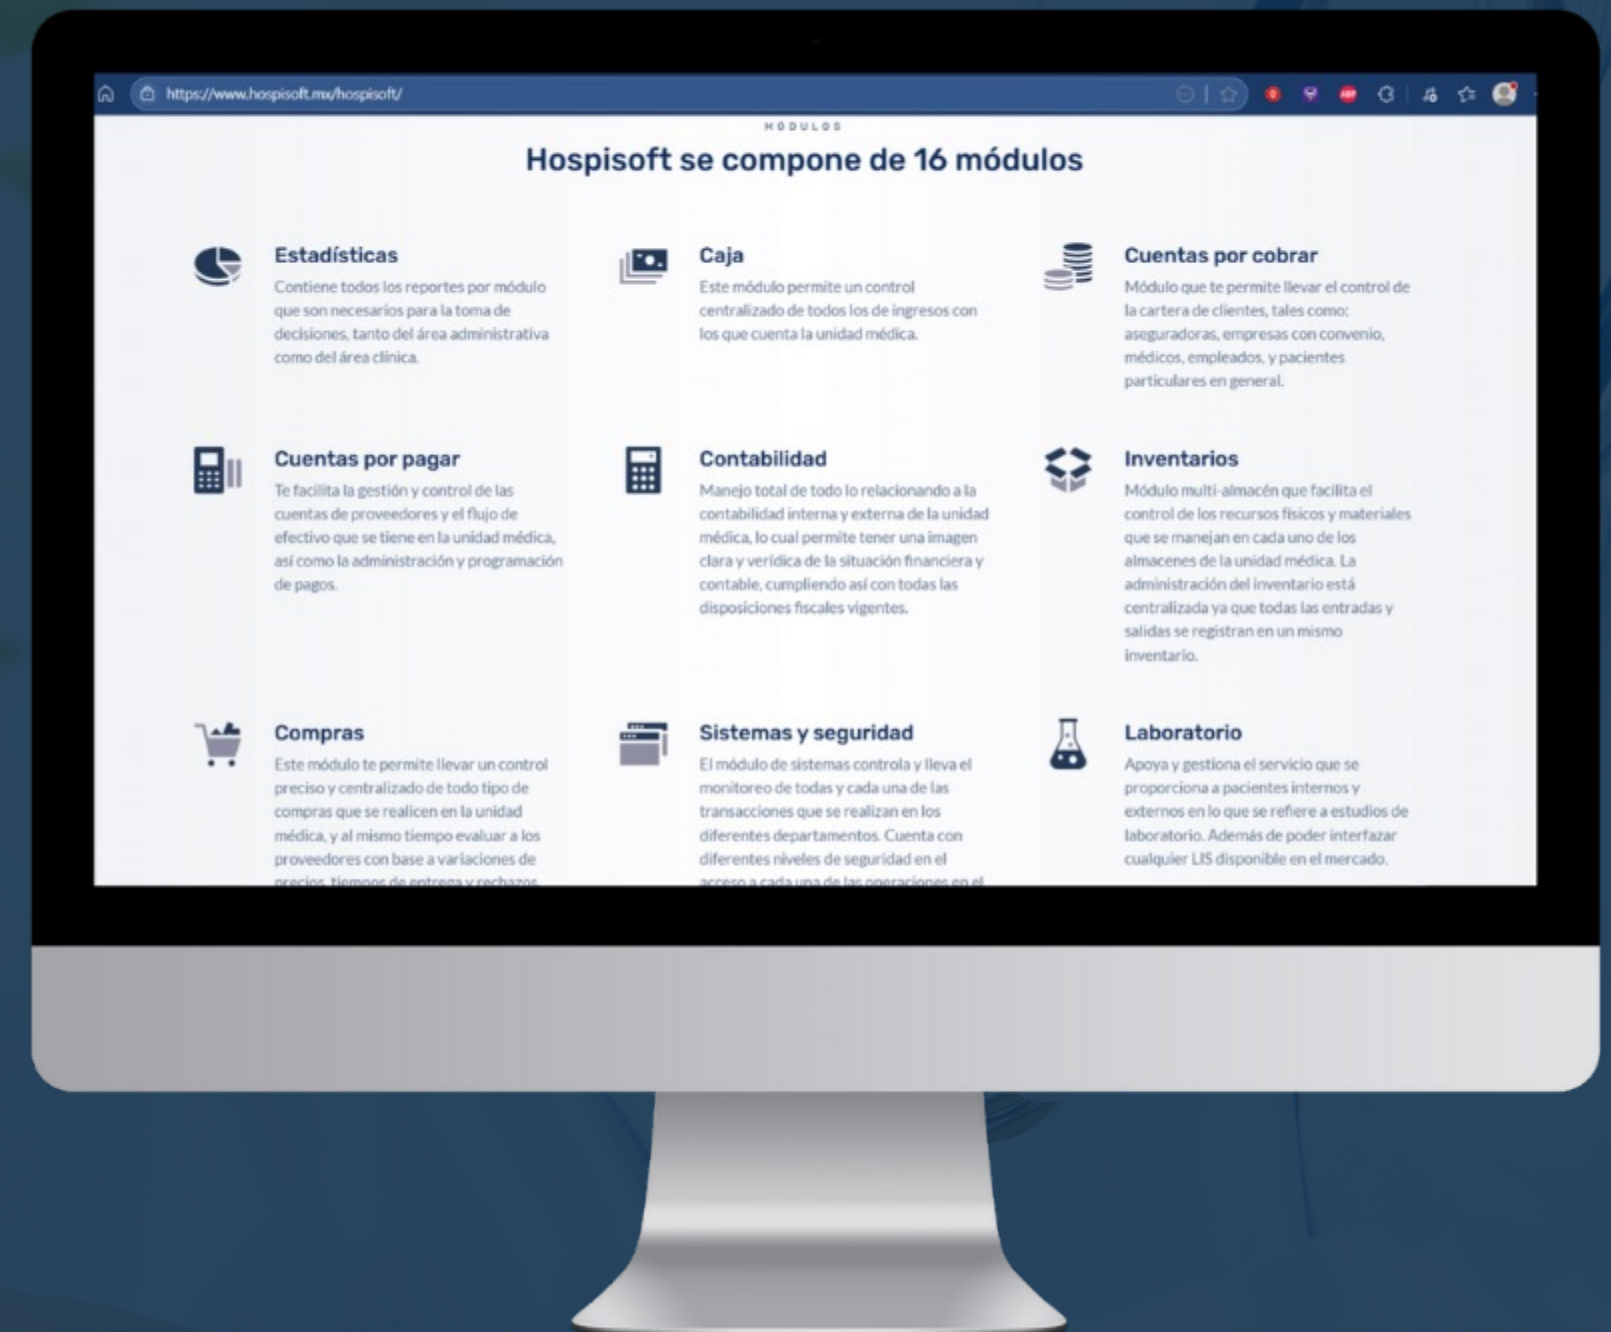 https://www.hospisoft.mx/hospisoft/
MÓDULOS
Hospisoft se compone de 16 módulos
Estadísticas
Contiene todos los reportes por módulo
que son necesarios para la toma de
decisiones, tanto del área administrativa
como del área clínica.
Caja
Este módulo permite un control
centralizado de todos los de ingresos con
los que cuenta la unidad médica.
Cuentas por cobrar
Módulo que te permite llevar el control de
la cartera de clientes, tales como:
aseguradoras, empresas con convenio,
médicos, empleados, y pacientes
particulares en general.
Cuentas por pagar
Te facilita la gestión y control de las
cuentas de proveedores y el flujo de
efectivo que se tiene en la unidad médica,
así como la administración y programación
de pagos.
Contabilidad
Manejo total de todo lo relacionando a la
contabilidad interna y externa de la unidad
médica, lo cual permite tener una imagen
clara y verídica de la situación financiera y
contable, cumpliendo así con todas las
disposiciones fiscales vigentes.
Inventarios
Módulo multi-almacén que facilita el
control de los recursos físicos y materiales
que se manejan en cada uno de los
almacenes de la unidad médica. La
administración del inventario está
centralizada ya que todas las entradas y
salidas se registran en un mismo
inventario.
Compras
Este módulo te permite llevar un control
preciso y centralizado de todo tipo de
compras que se realicen en la unidad
médica, y al mismo tiempo evaluar a los
proveedores con base a variaciones de
precios, tiempos de entrega y rechazos
Sistemas y seguridad
El módulo de sistemas controla y lleva el
monitoreo de todas y cada una de las
transacciones que se realizan en los
diferentes departamentos. Cuenta con
diferentes niveles de seguridad en el
acceso a cada una de las operaciones en el
Laboratorio
Apoya y gestiona el servicio que se
proporciona a pacientes internos y
externos en lo que se refiere a estudios de
laboratorio. Además de poder interfazar
cualquier LIS disponible en el mercado.